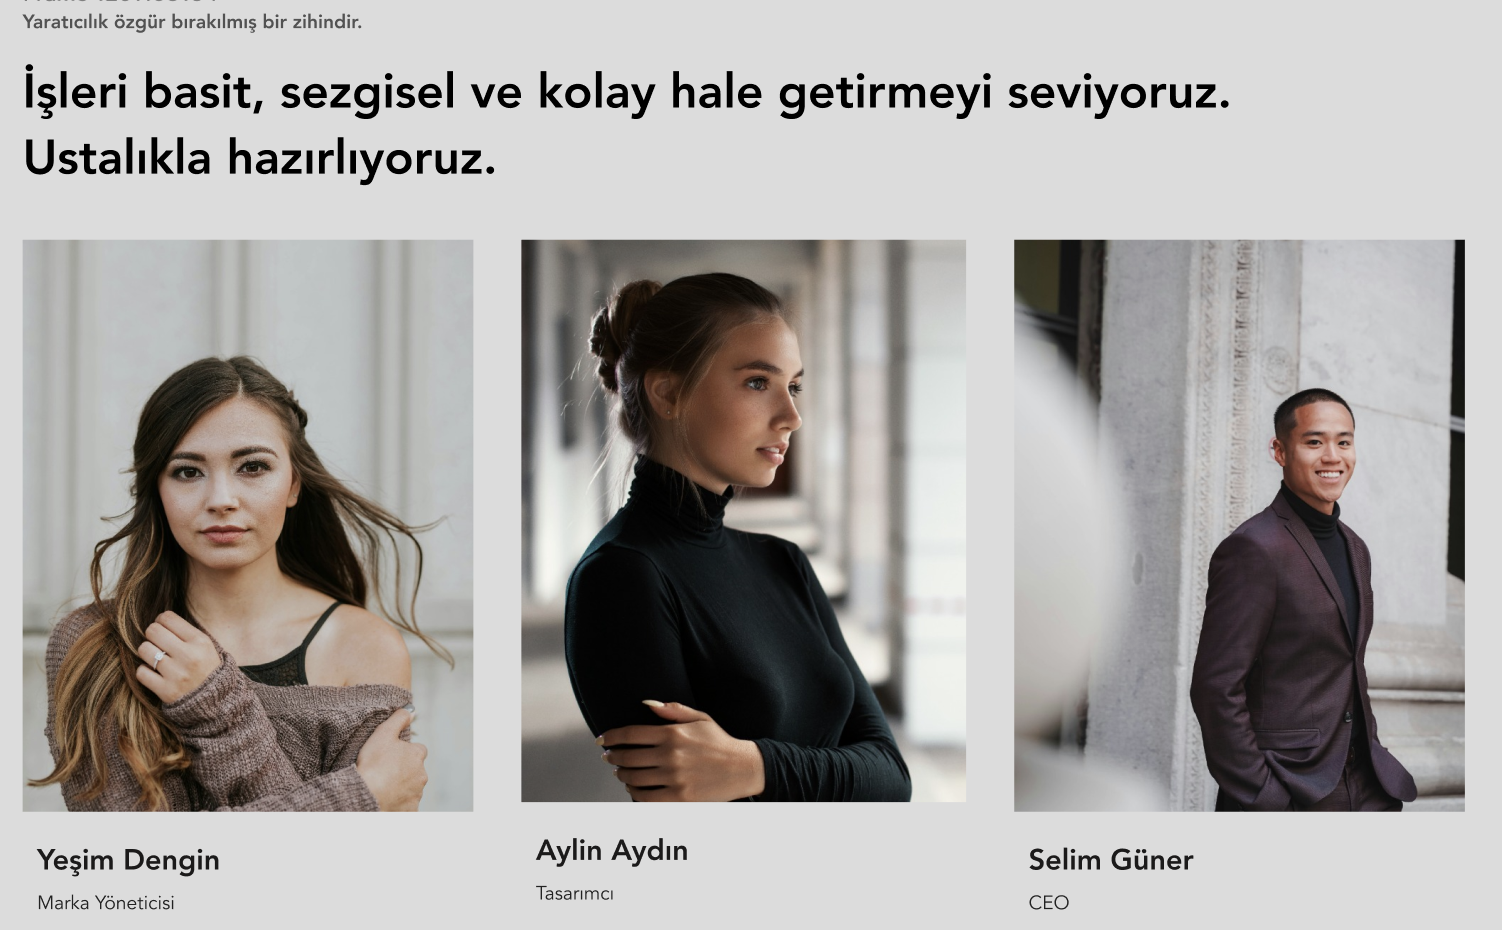 Yaratıcılık özgür bırakılmış bir zihindir.
İşleri basit, sezgisel ve kolay hale getirmeyi seviyoruz.
Ustalıkla hazırlıyoruz.
Yeşim Dengin
Marka Yöneticisi
Aylin Aydın
Tasarımcı
Selim Güner
CEO